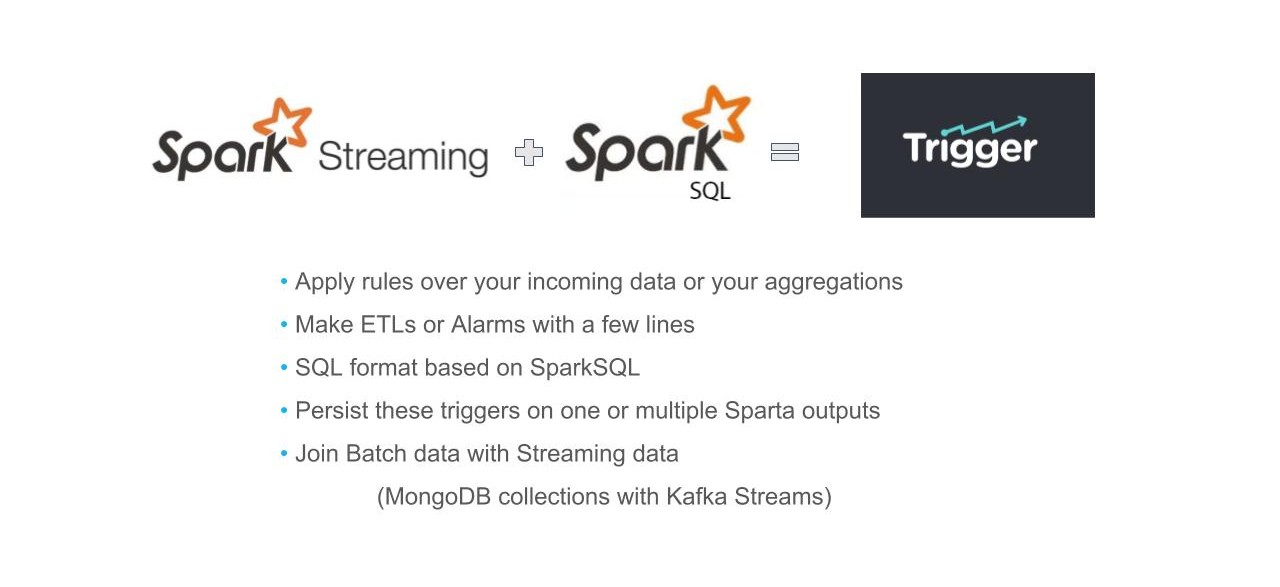 Spark Streaming
Spark
SQL
Trigger
• Apply rules over your incoming data or your aggregations
• Make ETLs or Alarms with a few lines
• SQL format based on SparkSQL
• Persist these triggers on one or multiple Sparta outputs
• Join Batch data with Streaming data
(MongoDB collections with Kafka Streams)